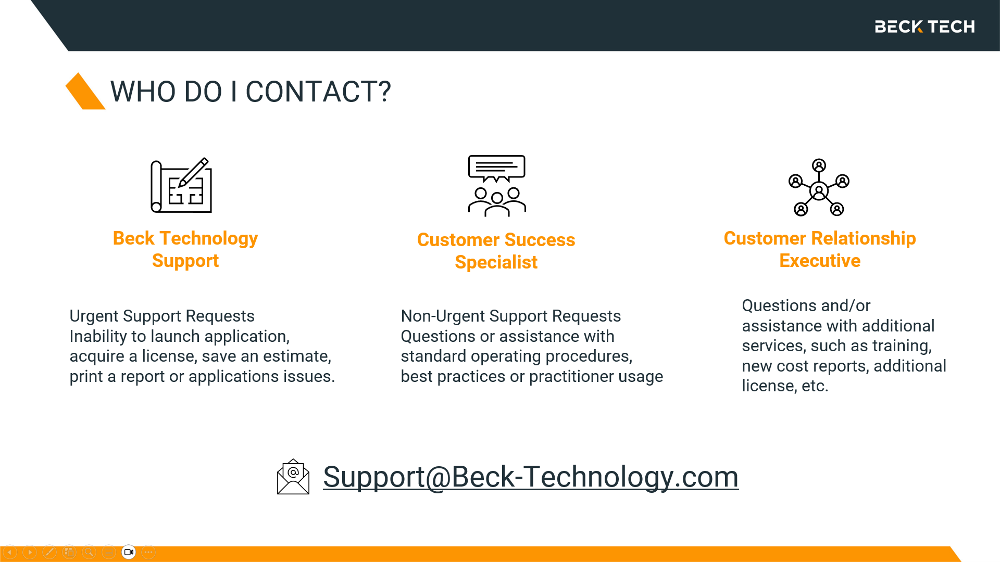 BECK TECH
WHO DO I CONTACT?
Beck Technology
Support
Urgent Support Requests
Inability to launch application,
acquire a license, save an estimate,
print a report or applications issues.
Customer Success
Specialist
Non-Urgent Support Requests
Questions or assistance with
standard operating procedures,
best practices or practitioner usage
Customer Relationship
Executive
Questions and/or
assistance with additional
services, such as training,
new cost reports, additional
license, etc.
@
Support@Beck-Technology.com